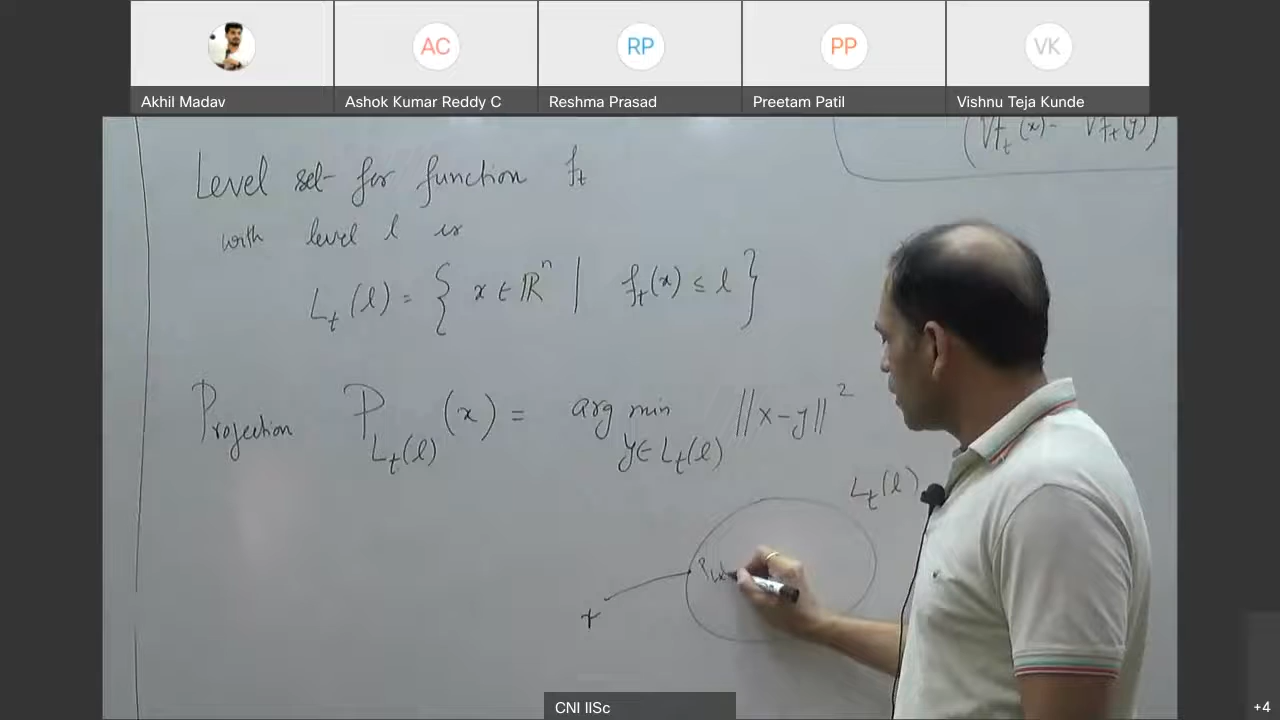 AC
RP
PP
VK
Akhil Madav
Ashok Kumar Reddy C
Reshma Prasad
Preetam Patil
Vishnu Teja Kunde
(∇f_t(x) - ∇f_t(y))
Level set for function f_t
with level l is
L_t(l) = { x ∈ ℝ^n | f_t(x) ≤ l }
Projection P_{L_t(l)}(x) = arg min_{y ∈ L_t(l)} ||x-y||^2
L_t(l)
x
CNI IISc
+4